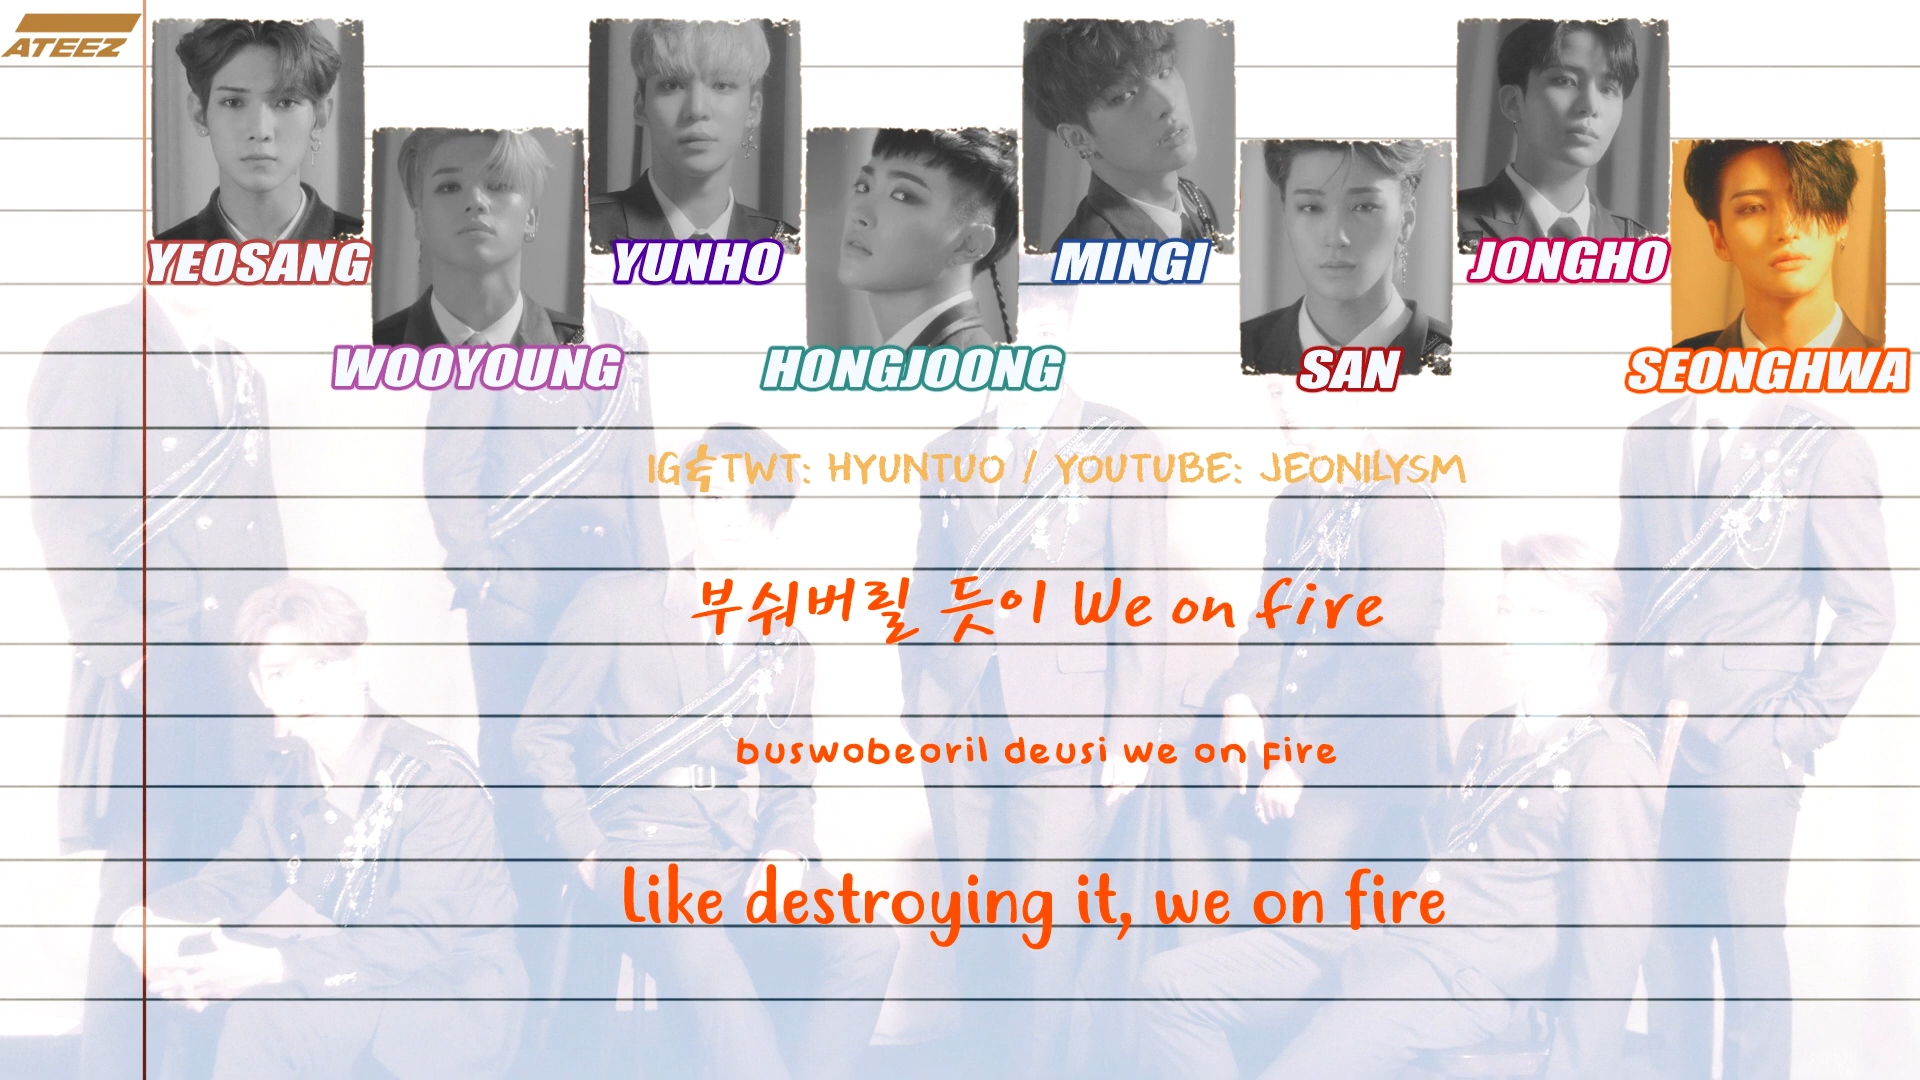 ATEEZ
YEOSANG
YUNHO
MINGI
JONGHO
WOOYOUNG
HONGJOONG
SAN
SEONGHWA
IG&TWT: HYUNTUO / YOUTUBE: JEONILYSM
부숴버릴 듯이 We on fire
buswobeoril deusi we on fire
Like destroying it, we on fire